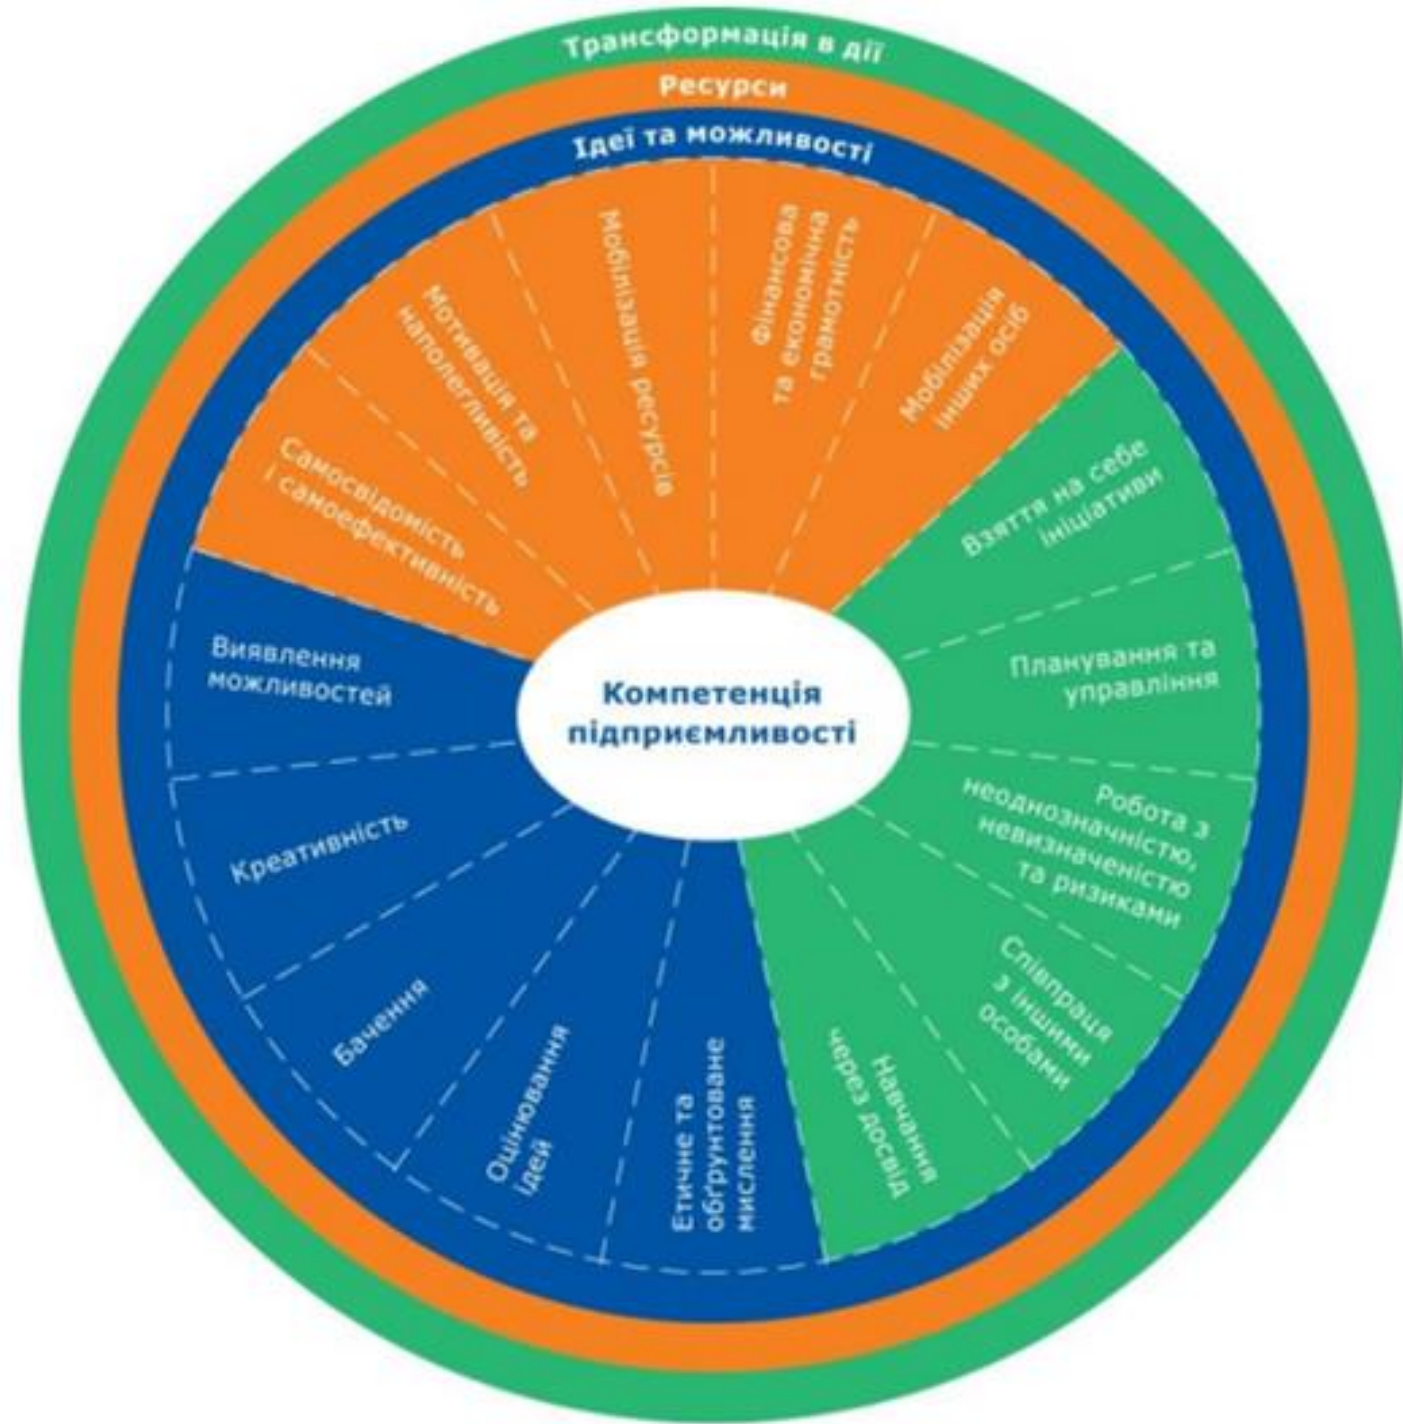 Трансформація в дії
Ресурси
Ідеї та можливості
Мобілізація ресурсів
Фінансова
та економічна
грамотність
Мобілізація
інших осіб
Взяття на себе
ініціативи
Планування та
управління
Робота з
неоднозначністю,
невизначеністю
та ризиками
Співпраця
з іншими
особами
Навчання
через досвід
Етичне та
обґрунтоване
мислення
Оцінювання
ідей
Бачення
Креативність
Виявлення
можливостей
Самосвідомість
і самоефективність
Мотивація та
наполегливість
Компетенція
підприємливості